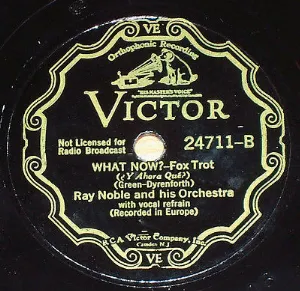 VE
Orthophonic Recording
"HIS MASTER'S VOICE"
VICTOR
Not Licensed for
Radio Broadcast
24711-B
WHAT NOW?-Fox Trot
(¿Y Ahora Qué?)
(Green-Dyrenforth)
Ray Noble and his Orchestra
with vocal refrain
(Recorded in Europe)
RCA Victor Company, Inc.
Camden N.J.
VE